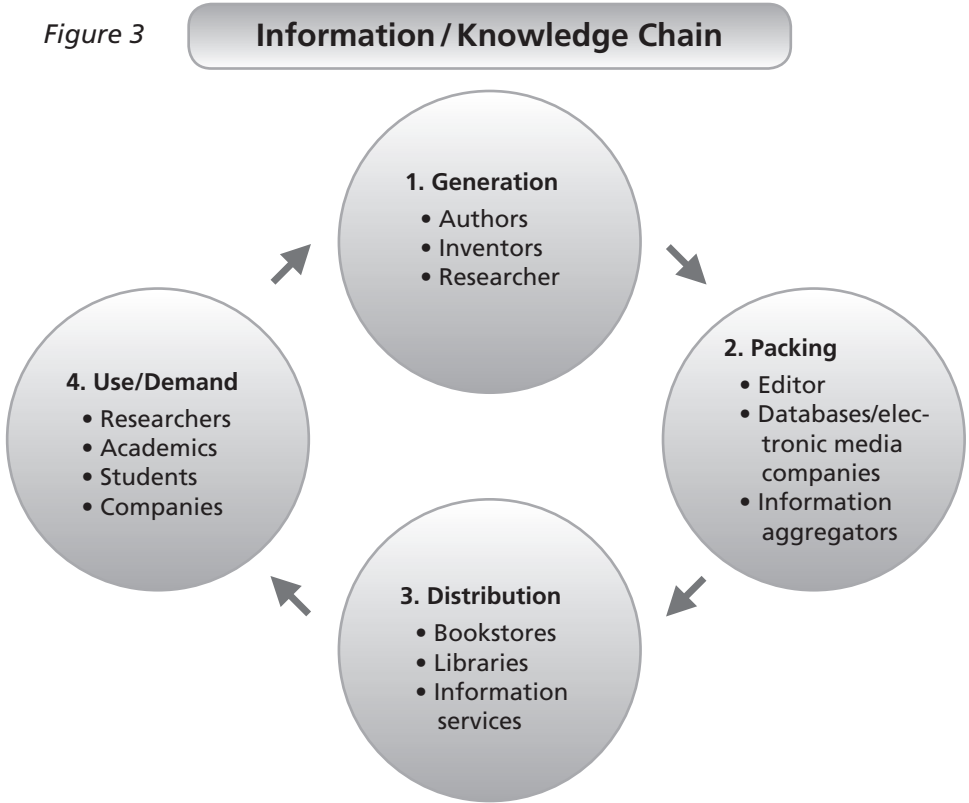 Figure 3
Information / Knowledge Chain
1. Generation
• Authors
• Inventors
• Researcher
2. Packing
• Editor
• Databases/elec-
tronic media
companies
• Information
aggregators
3. Distribution
• Bookstores
• Libraries
• Information
services
4. Use/Demand
• Researchers
• Academics
• Students
• Companies